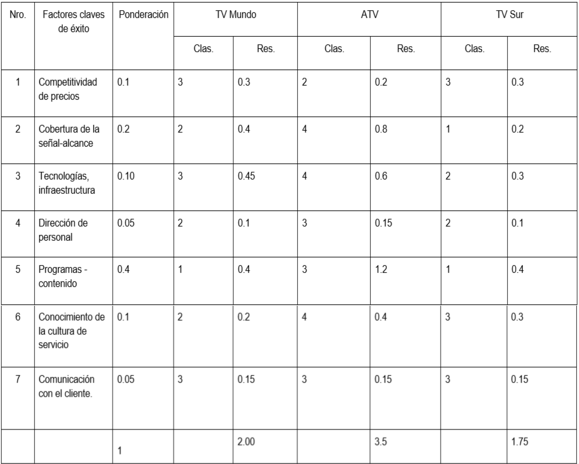 Nro. Factores claves de éxito Ponderación TV Mundo ATV TV Sur
Clas. Res. Clas. Res. Clas. Res.
1 Competitividad de precios 0.1 3 0.3 2 0.2 3 0.3
2 Cobertura de la señal-alcance 0.2 2 0.4 4 0.8 1 0.2
3 Tecnologías, infraestructura 0.10 3 0.45 4 0.6 2 0.3
4 Dirección de personal 0.05 2 0.1 3 0.15 2 0.1
5 Programas - contenido 0.4 1 0.4 3 1.2 1 0.4
6 Conocimiento de la cultura de servicio 0.1 2 0.2 4 0.4 3 0.3
7 Comunicación con el cliente. 0.05 3 0.15 3 0.15 3 0.15
1 2.00 3.5 1.75